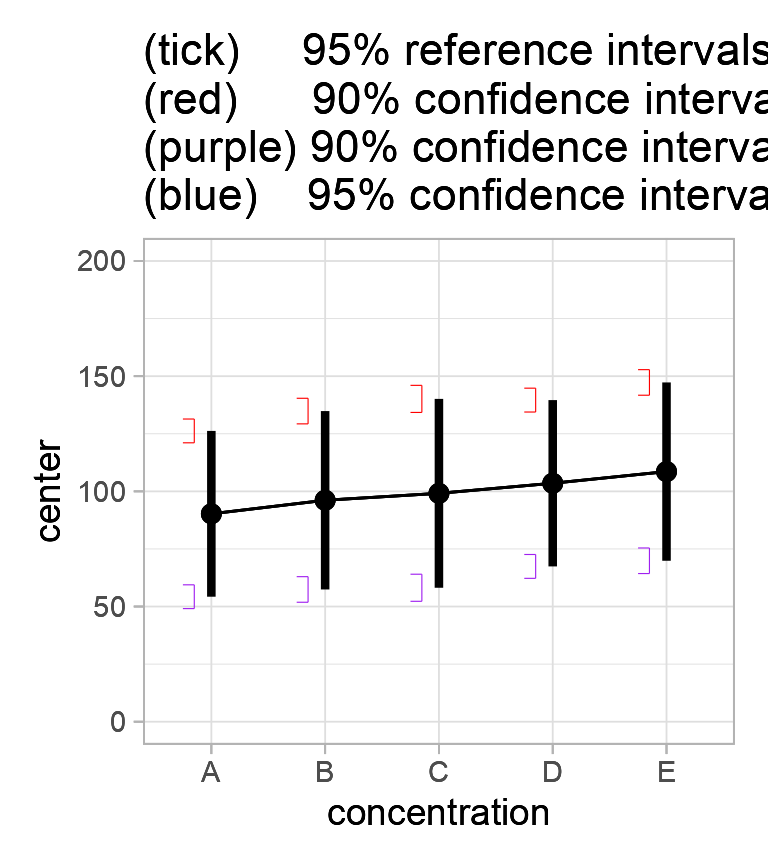 (tick) 95% reference intervals
(red) 90% confidence interva
(purple) 90% confidence interva
(blue) 95% confidence interva
200
150
100
50
0
center
A B C D E
concentration